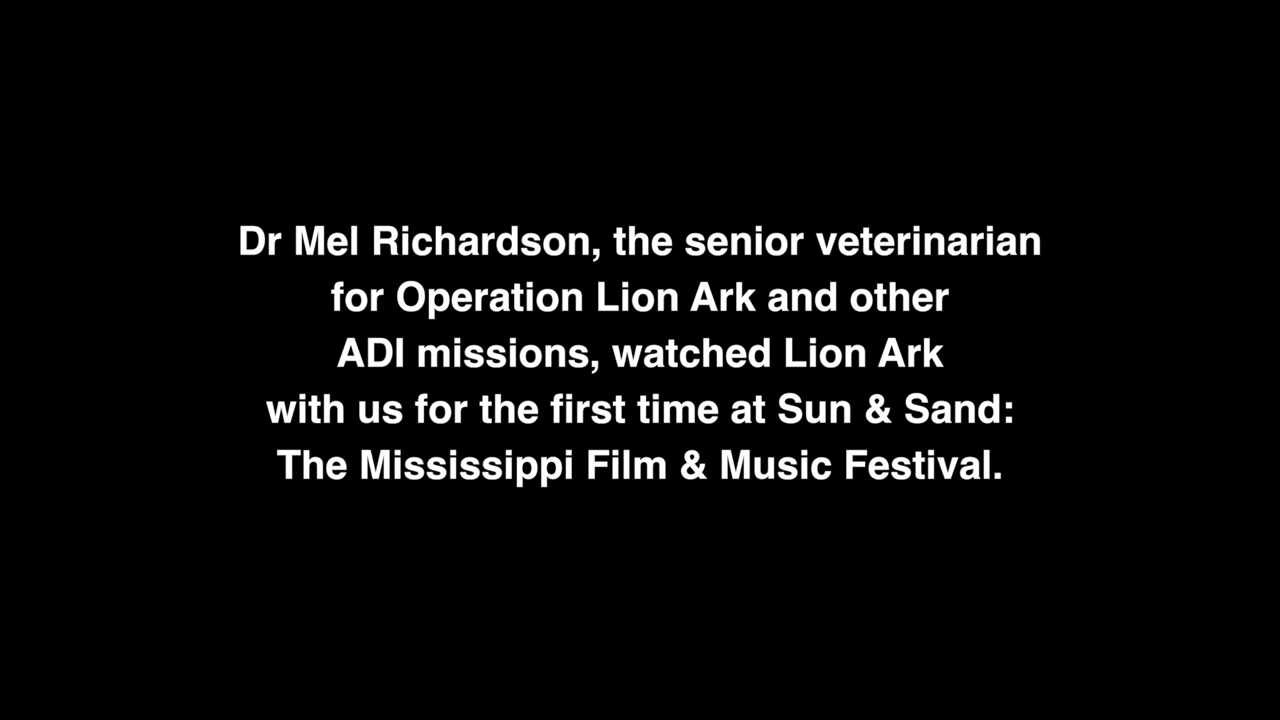 Dr Mel Richardson, the senior veterinarian
for Operation Lion Ark and other
ADI missions, watched Lion Ark
with us for the first time at Sun & Sand:
The Mississippi Film & Music Festival.